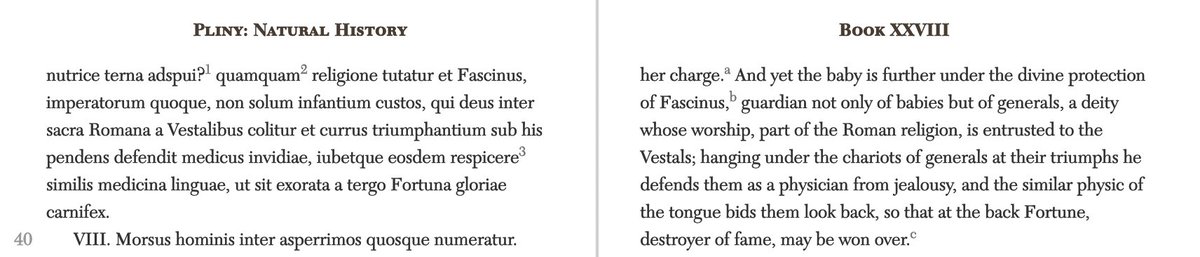 Pliny: Natural History
nutrice terna adspui?1 quamquam2 religione tutatur et Fascinus,
imperatorum quoque, non solum infantium custos, qui deus inter
sacra Romana a Vestalibus colitur et currus triumphantium sub his
pendens defendit medicus invidiae, iubetque eosdem respicere3
similis medicina linguae, ut sit exorata a tergo Fortuna gloriae
carnifex.
40 VIII. Morsus hominis inter asperrimos quosque numeratur.
Book XXVIII
her charge.a And yet the baby is further under the divine protection
of Fascinus,b guardian not only of babies but of generals, a deity
whose worship, part of the Roman religion, is entrusted to the
Vestals; hanging under the chariots of generals at their triumphs he
defends them as a physician from jealousy, and the similar physic of
the tongue bids them look back, so that at the back Fortune,
destroyer of fame, may be won over.c